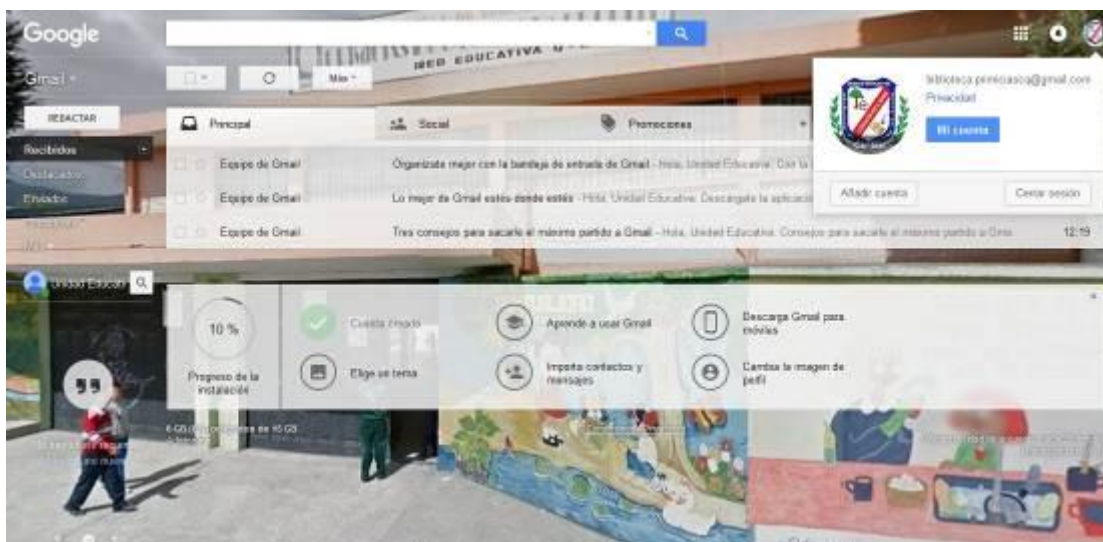 Google
RED EDUCATIVA
Gmail
Más
biblioteca.primiciasca@gmail.com
Privacidad
Mi cuenta
REDACTAR
Principal
Social
Promociones
Recibidos
Equipo de Gmail
Organízate mejor con la bandeja de entrada de Gmail - Hola, Unidad Educativa Con la
Destacados
Añadir cuenta
Cerrar sesión
Enviados
Equipo de Gmail
Lo mejor de Gmail estés donde estés - Hola, Unidad Educativa Descárgate la aplicación
Equipo de Gmail
Tres consejos para sacarle el máximo partido a Gmail - Hola, Unidad Educativa Consejos para sacarle el máximo partido a Gmai
12:19
Unidad Educati
10 %
Progreso de la
instalación
Cuenta creada
Aprende a usar Gmail
Descarga Gmail para
móviles
Elige un tema
Importa contactos y
mensajes
Cambia la imagen de
perfil